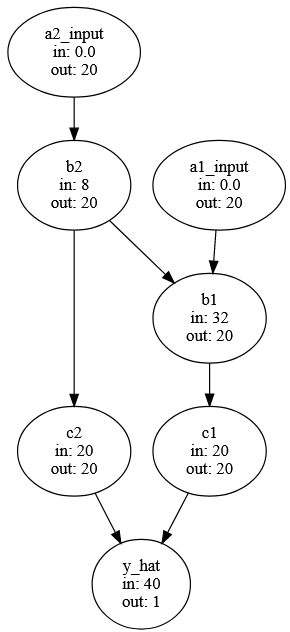 a2_input
in: 0.0
out: 20
b2
in: 8
out: 20
a1_input
in: 0.0
out: 20
b1
in: 32
out: 20
c2
in: 20
out: 20
c1
in: 20
out: 20
y_hat
in: 40
out: 1